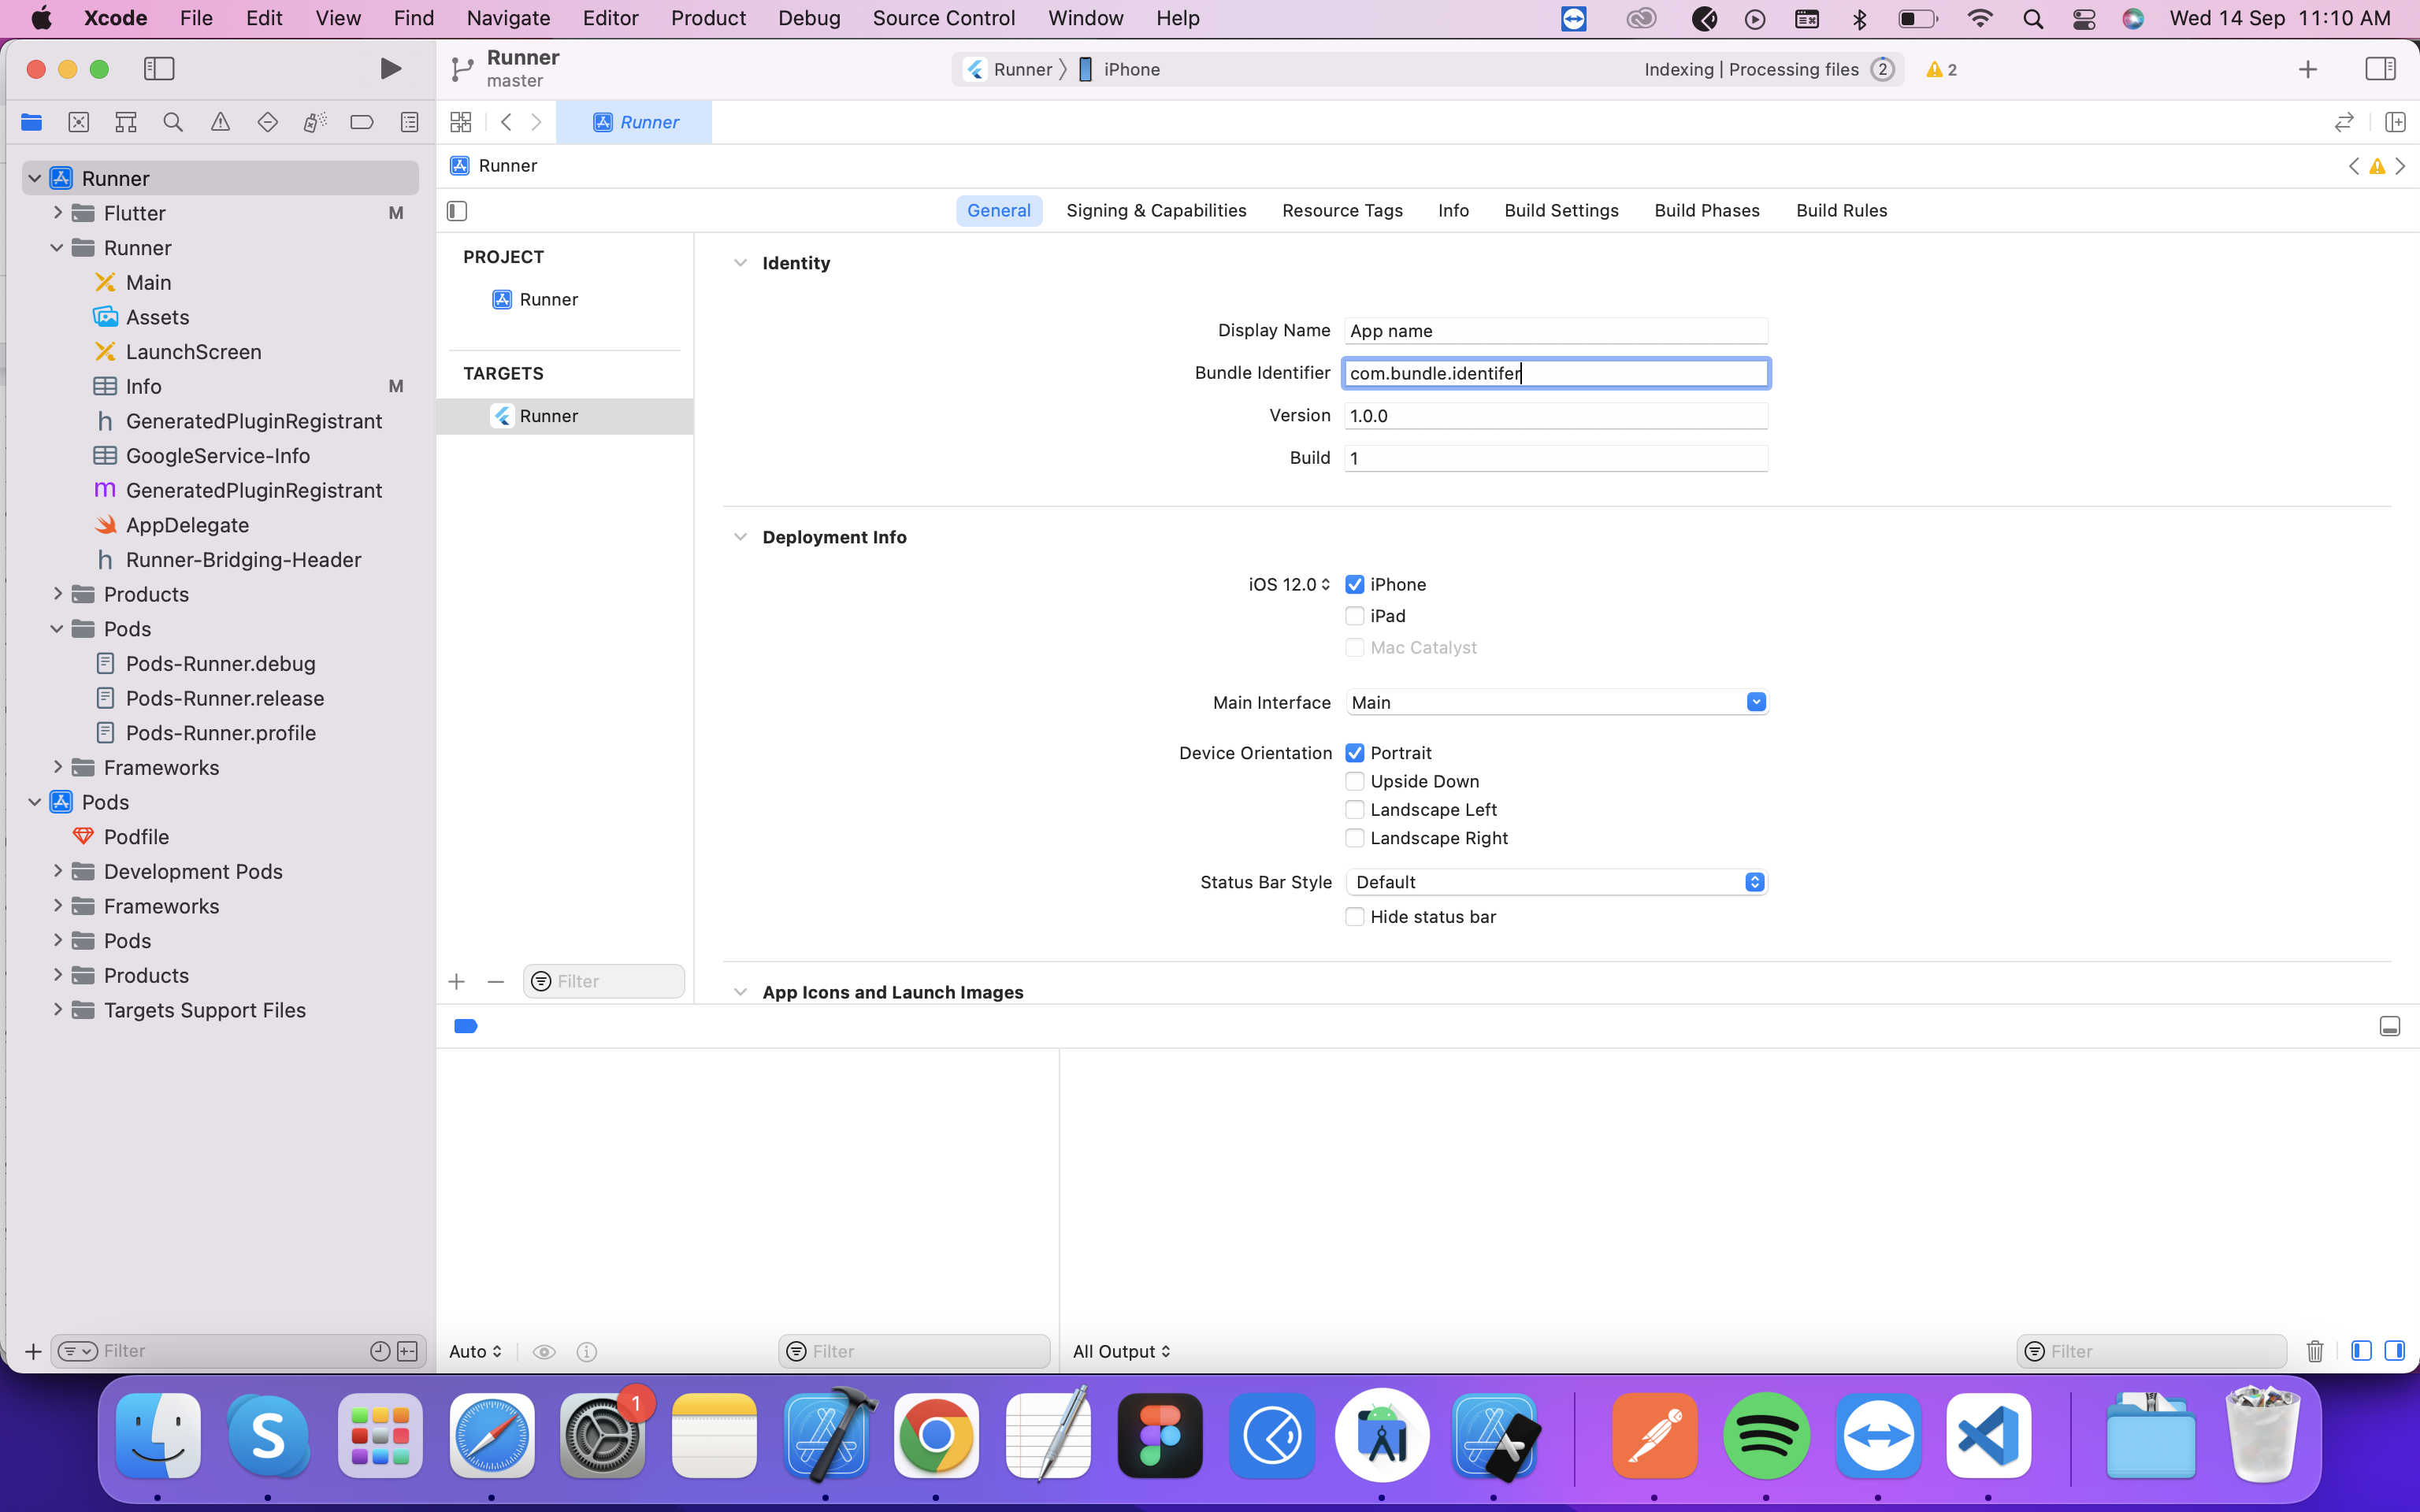 Xcode File Edit View Find Navigate Editor Product Debug Source Control Window Help Wed 14 Sep 11:10 AM
Runner
master
Runner iPhone Indexing | Processing files 2 2
Runner
Runner
General Signing & Capabilities Resource Tags Info Build Settings Build Phases Build Rules
Runner
Flutter M
Runner
Main
Assets
LaunchScreen
Info M
h GeneratedPluginRegistrant
GoogleService-Info
m GeneratedPluginRegistrant
AppDelegate
h Runner-Bridging-Header
Products
Pods
Pods-Runner.debug
Pods-Runner.release
Pods-Runner.profile
Frameworks
Pods
Podfile
Development Pods
Frameworks
Pods
Products
Targets Support Files
Filter
PROJECT
Runner
TARGETS
Runner
Filter
Identity
Display Name App name
Bundle Identifier com.bundle.identifer
Version 1.0.0
Build 1
Deployment Info
iOS 12.0 iPhone
iPad
Mac Catalyst
Main Interface Main
Device Orientation Portrait
Upside Down
Landscape Left
Landscape Right
Status Bar Style Default
Hide status bar
App Icons and Launch Images
Auto Filter All Output Filter
S
1